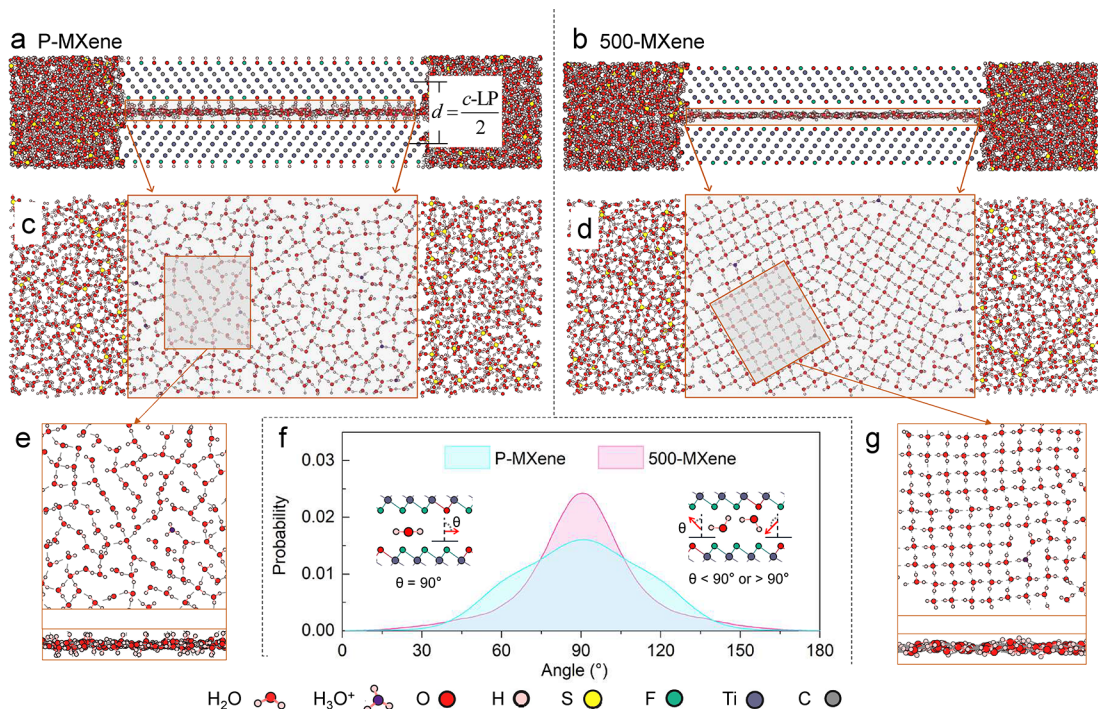 a P-MXene
b 500-MXene
d = c-LP / 2
c
d
e
f
g
P-MXene
500-MXene
Probability
0.03
0.02
0.01
0.00
θ
θ = 90°
θ
θ < 90° or > 90°
0
30
60
90
120
150
180
Angle (°)
H₂O
H₃O⁺
O
H
S
F
Ti
C